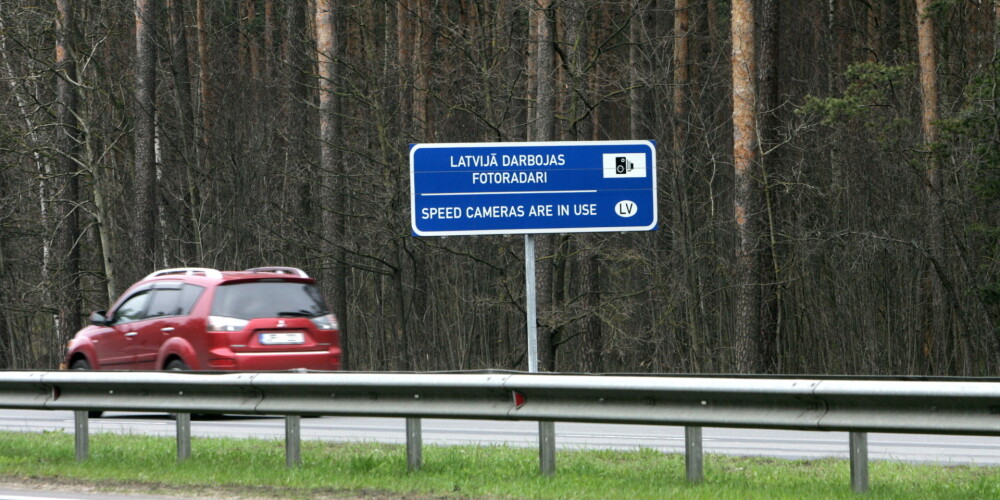 LATVIJĀ DARBOJAS
FOTORADARI
SPEED CAMERAS ARE IN USE
LV